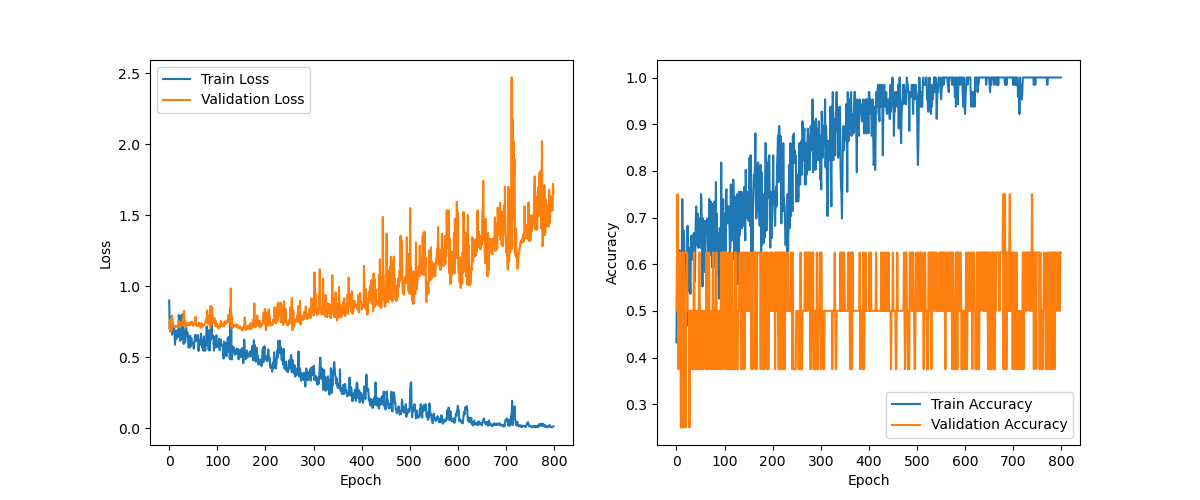 2.5
2.0
1.5
1.0
0.5
0.0
Loss
Train Loss
Validation Loss
0 100 200 300 400 500 600 700 800
Epoch
1.0
0.9
0.8
0.7
0.6
0.5
0.4
0.3
Accuracy
Train Accuracy
Validation Accuracy
0 100 200 300 400 500 600 700 800
Epoch